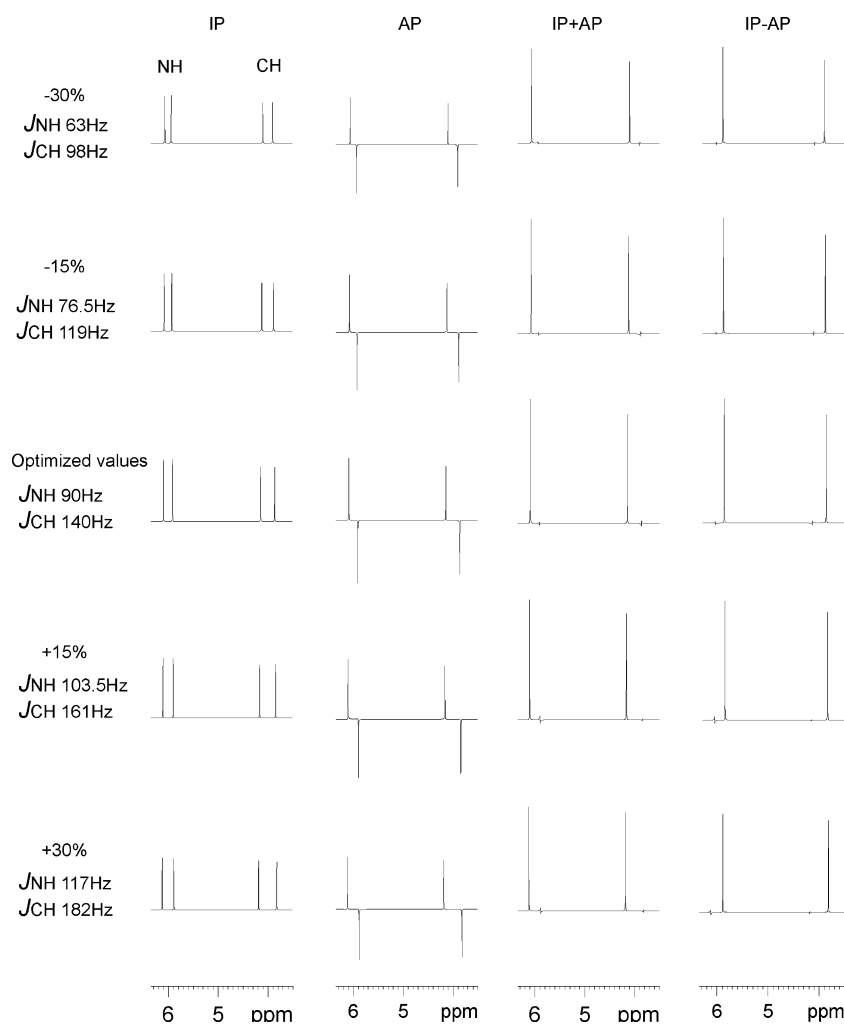 IP AP IP+AP IP-AP
NH CH
-30%
JNH 63Hz
JCH 98Hz
-15%
JNH 76.5Hz
JCH 119Hz
Optimized values
JNH 90Hz
JCH 140Hz
+15%
JNH 103.5Hz
JCH 161Hz
+30%
JNH 117Hz
JCH 182Hz
6 5 ppm 6 5 ppm 6 5 ppm 6 5 ppm